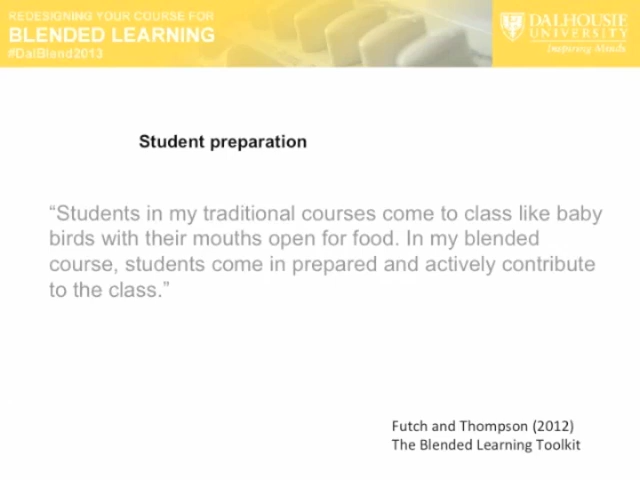 REDESIGNING YOUR COURSE FOR
BLENDED LEARNING
#DalBlend2013
DALHOUSIE
UNIVERSITY
Inspiring Minds
Student preparation
“Students in my traditional courses come to class like baby
birds with their mouths open for food. In my blended
course, students come in prepared and actively contribute
to the class.”
Futch and Thompson (2012)
The Blended Learning Toolkit